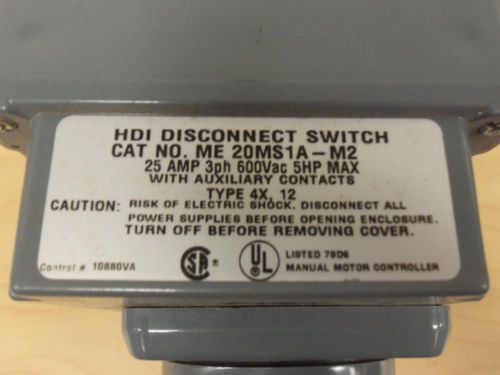 HDI DISCONNECT SWITCH
CAT NO. ME 20MS1A-M2
25 AMP 3ph 600Vac 5HP MAX
WITH AUXILIARY CONTACTS
TYPE 4X, 12
CAUTION: RISK OF ELECTRIC SHOCK. DISCONNECT ALL
POWER SUPPLIES BEFORE OPENING ENCLOSURE.
TURN OFF BEFORE REMOVING COVER.
Control # 10880VA
SA
UL
LISTED 79D6
MANUAL MOTOR CONTROLLER